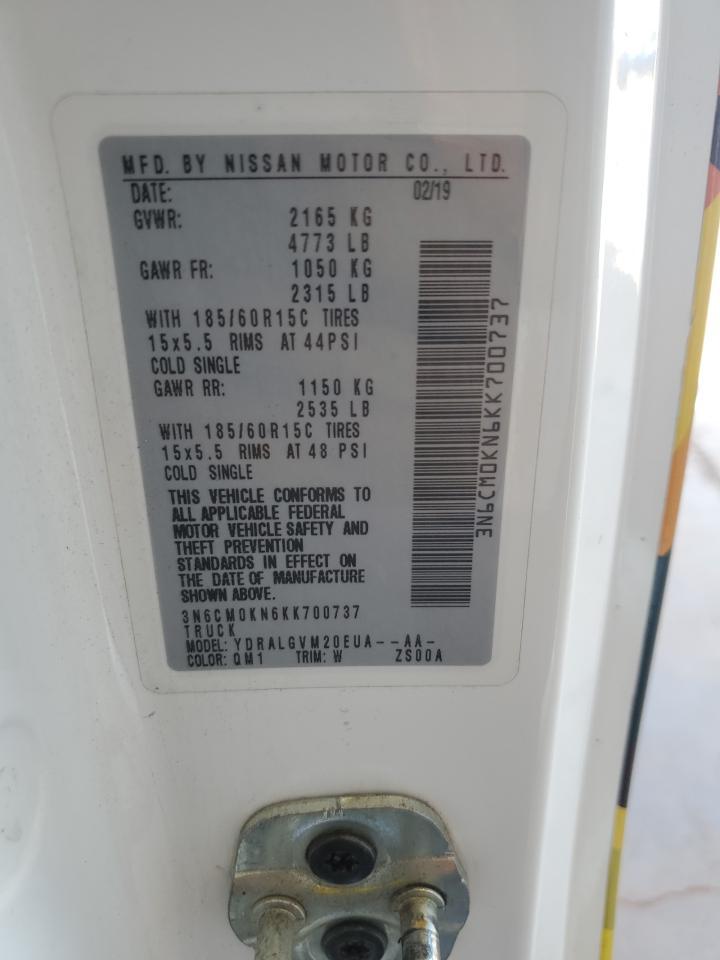 MFD. BY NISSAN MOTOR CO., LTD.
DATE: 02/19
GVWR: 2165 KG
4773 LB
GAWR FR: 1050 KG
2315 LB
WITH 185/60R15C TIRES
15x5.5 RIMS AT 44PSI
COLD SINGLE
GAWR RR: 1150 KG
2535 LB
WITH 185/60R15C TIRES
15x5.5 RIMS AT 48 PSI
COLD SINGLE
THIS VEHICLE CONFORMS TO
ALL APPLICABLE FEDERAL
MOTOR VEHICLE SAFETY AND
THEFT PREVENTION
STANDARDS IN EFFECT ON
THE DATE OF MANUFACTURE
SHOWN ABOVE.
3N6CM0KN6KK700737
TRUCK
MODEL: YDRALGVM20EUA--AA-
COLOR: QM1 TRIM: W ZS00A
3N6CM0KN6KK700737